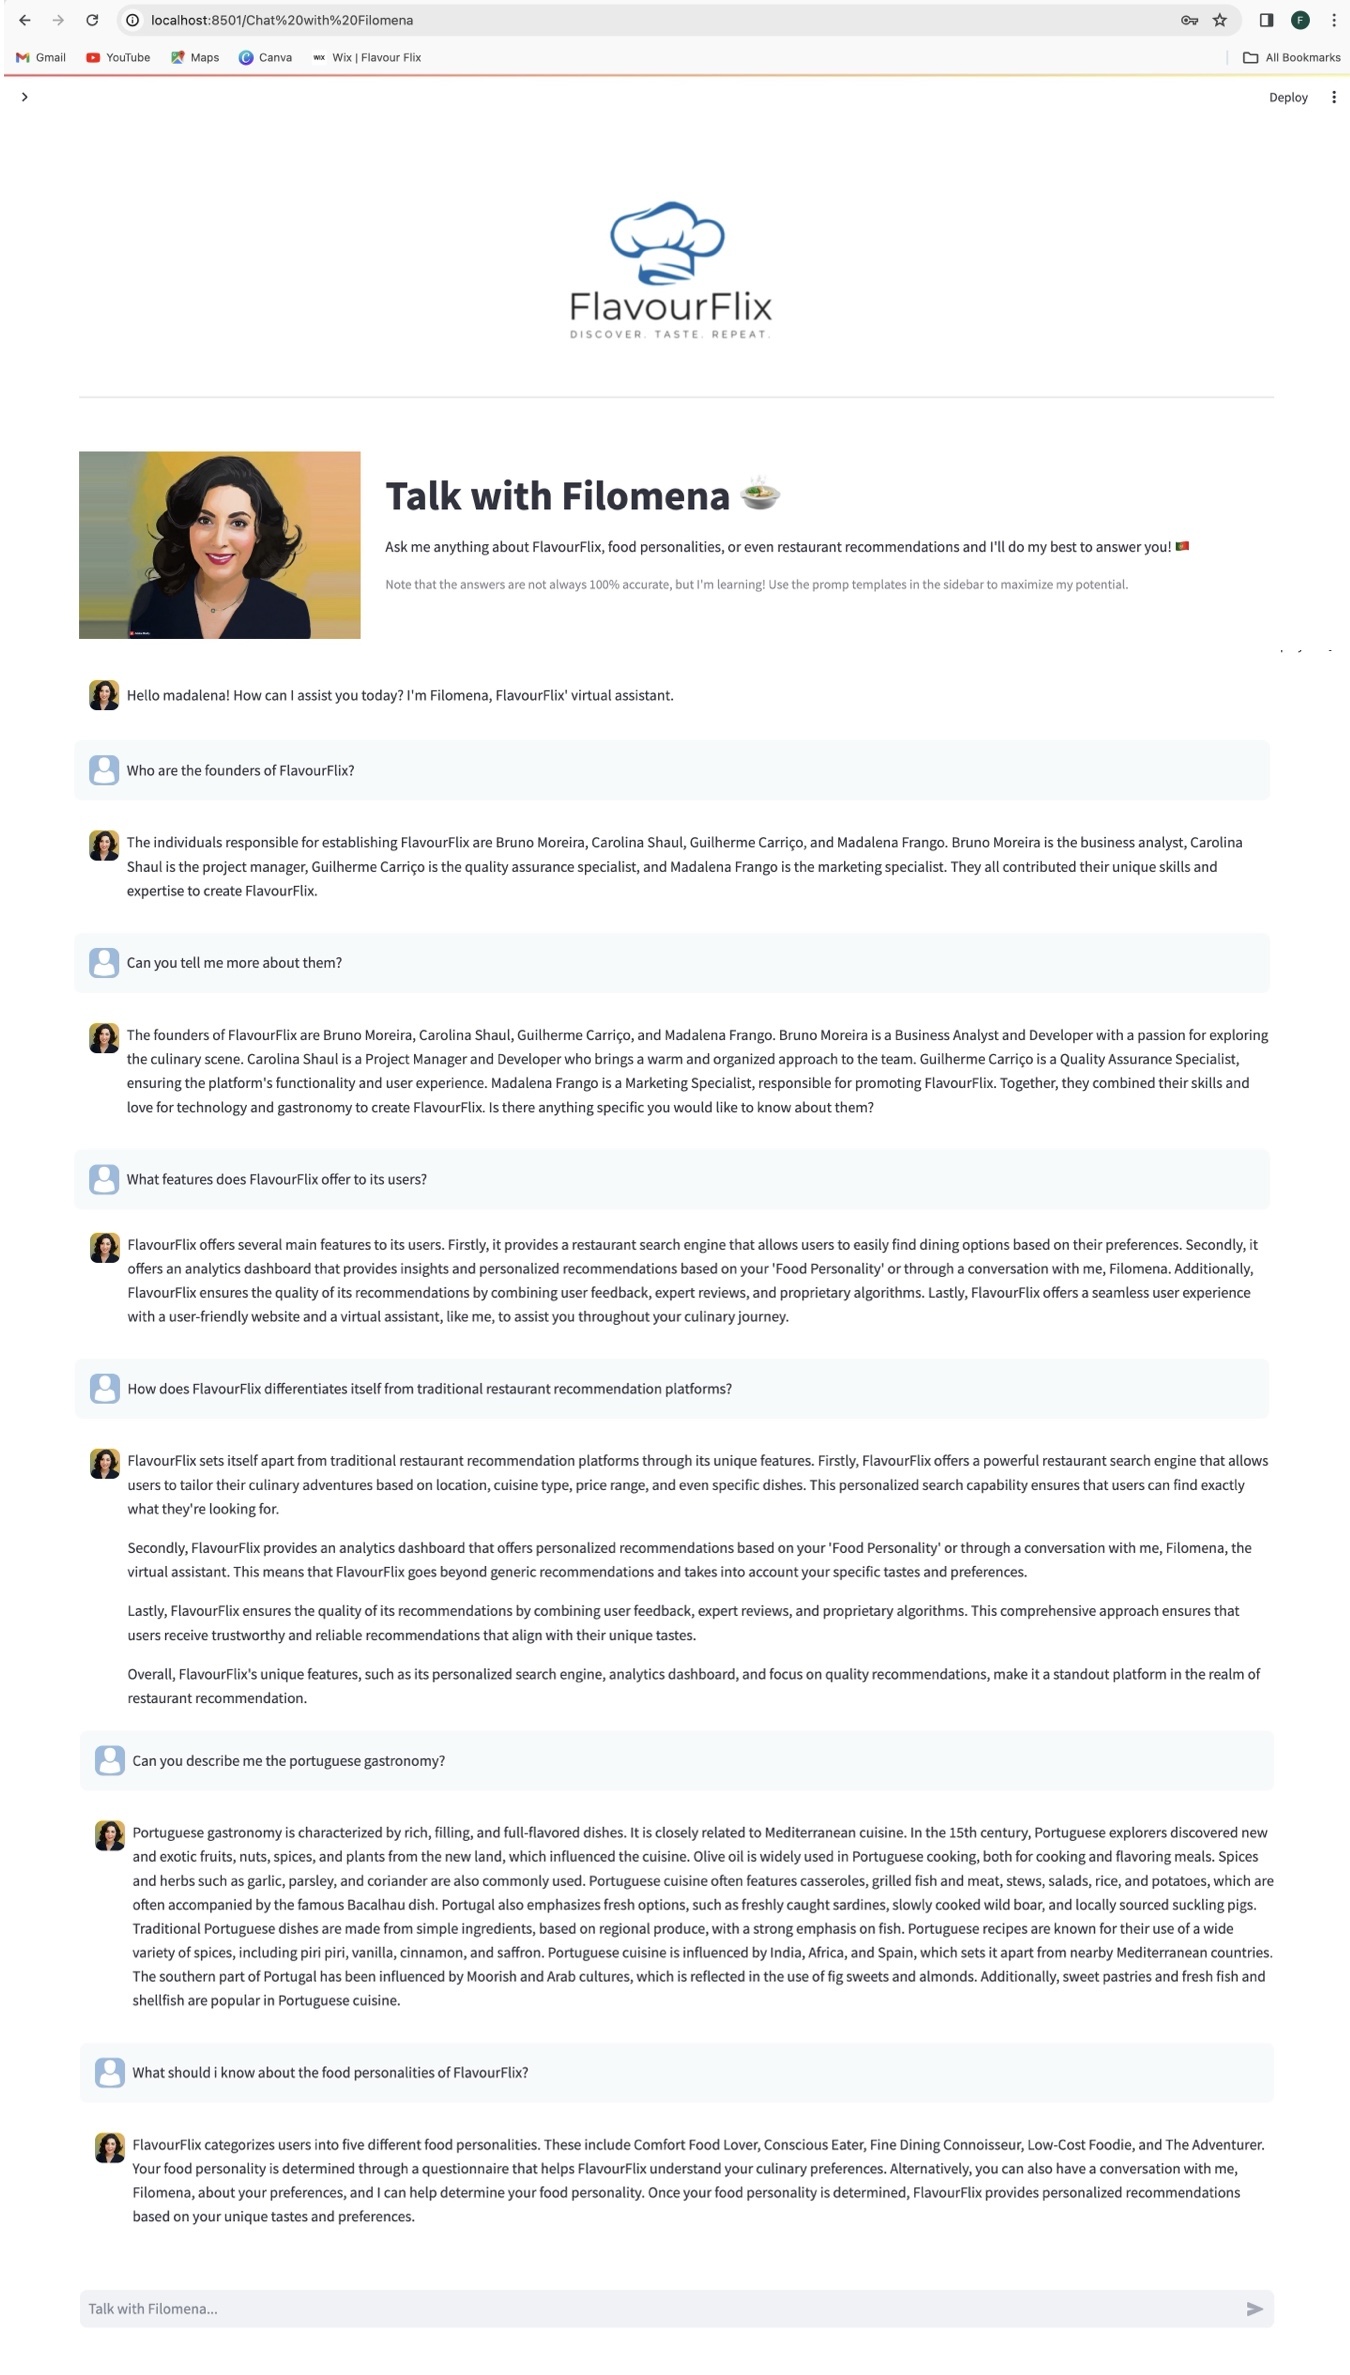 localhost:8501/Chat%20with%20Filomena
F
Gmail
YouTube
Maps
Canva
WiX Wix | Flavour Flix
All Bookmarks
Deploy
FlavourFlix
DISCOVER. TASTE. REPEAT.
Talk with Filomena 🍲
Ask me anything about FlavourFlix, food personalities, or even restaurant recommendations and I'll do my best to answer you! 🇵🇹
Note that the answers are not always 100% accurate, but I'm learning! Use the promp templates in the sidebar to maximize my potential.
Hello madalena! How can I assist you today? I'm Filomena, FlavourFlix' virtual assistant.
Who are the founders of FlavourFlix?
The individuals responsible for establishing FlavourFlix are Bruno Moreira, Carolina Shaul, Guilherme Carriço, and Madalena Frango. Bruno Moreira is the business analyst, Carolina
Shaul is the project manager, Guilherme Carriço is the quality assurance specialist, and Madalena Frango is the marketing specialist. They all contributed their unique skills and
expertise to create FlavourFlix.
Can you tell me more about them?
The founders of FlavourFlix are Bruno Moreira, Carolina Shaul, Guilherme Carriço, and Madalena Frango. Bruno Moreira is a Business Analyst and Developer with a passion for exploring
the culinary scene. Carolina Shaul is a Project Manager and Developer who brings a warm and organized approach to the team. Guilherme Carriço is a Quality Assurance Specialist,
ensuring the platform's functionality and user experience. Madalena Frango is a Marketing Specialist, responsible for promoting FlavourFlix. Together, they combined their skills and
love for technology and gastronomy to create FlavourFlix. Is there anything specific you would like to know about them?
What features does FlavourFlix offer to its users?
FlavourFlix offers several main features to its users. Firstly, it provides a restaurant search engine that allows users to easily find dining options based on their preferences. Secondly, it
offers an analytics dashboard that provides insights and personalized recommendations based on your 'Food Personality' or through a conversation with me, Filomena. Additionally,
FlavourFlix ensures the quality of its recommendations by combining user feedback, expert reviews, and proprietary algorithms. Lastly, FlavourFlix offers a seamless user experience
with a user-friendly website and a virtual assistant, like me, to assist you throughout your culinary journey.
How does FlavourFlix differentiates itself from traditional restaurant recommendation platforms?
FlavourFlix sets itself apart from traditional restaurant recommendation platforms through its unique features. Firstly, FlavourFlix offers a powerful restaurant search engine that allows
users to tailor their culinary adventures based on location, cuisine type, price range, and even specific dishes. This personalized search capability ensures that users can find exactly
what they're looking for.
Secondly, FlavourFlix provides an analytics dashboard that offers personalized recommendations based on your 'Food Personality' or through a conversation with me, Filomena, the
virtual assistant. This means that FlavourFlix goes beyond generic recommendations and takes into account your specific tastes and preferences.
Lastly, FlavourFlix ensures the quality of its recommendations by combining user feedback, expert reviews, and proprietary algorithms. This comprehensive approach ensures that
users receive trustworthy and reliable recommendations that align with their unique tastes.
Overall, FlavourFlix's unique features, such as its personalized search engine, analytics dashboard, and focus on quality recommendations, make it a standout platform in the realm of
restaurant recommendation.
Can you describe me the portuguese gastronomy?
Portuguese gastronomy is characterized by rich, filling, and full-flavored dishes. It is closely related to Mediterranean cuisine. In the 15th century, Portuguese explorers discovered new
and exotic fruits, nuts, spices, and plants from the new land, which influenced the cuisine. Olive oil is widely used in Portuguese cooking, both for cooking and flavoring meals. Spices
and herbs such as garlic, parsley, and coriander are also commonly used. Portuguese cuisine often features casseroles, grilled fish and meat, stews, salads, rice, and potatoes, which are
often accompanied by the famous Bacalhau dish. Portugal also emphasizes fresh options, such as freshly caught sardines, slowly cooked wild boar, and locally sourced suckling pigs.
Traditional Portuguese dishes are made from simple ingredients, based on regional produce, with a strong emphasis on fish. Portuguese recipes are known for their use of a wide
variety of spices, including piri piri, vanilla, cinnamon, and saffron. Portuguese cuisine is influenced by India, Africa, and Spain, which sets it apart from nearby Mediterranean countries.
The southern part of Portugal has been influenced by Moorish and Arab cultures, which is reflected in the use of fig sweets and almonds. Additionally, sweet pastries and fresh fish and
shellfish are popular in Portuguese cuisine.
What should i know about the food personalities of FlavourFlix?
FlavourFlix categorizes users into five different food personalities. These include Comfort Food Lover, Conscious Eater, Fine Dining Connoisseur, Low-Cost Foodie, and The Adventurer.
Your food personality is determined through a questionnaire that helps FlavourFlix understand your culinary preferences. Alternatively, you can also have a conversation with me,
Filomena, about your preferences, and I can help determine your food personality. Once your food personality is determined, FlavourFlix provides personalized recommendations
based on your unique tastes and preferences.
Talk with Filomena...